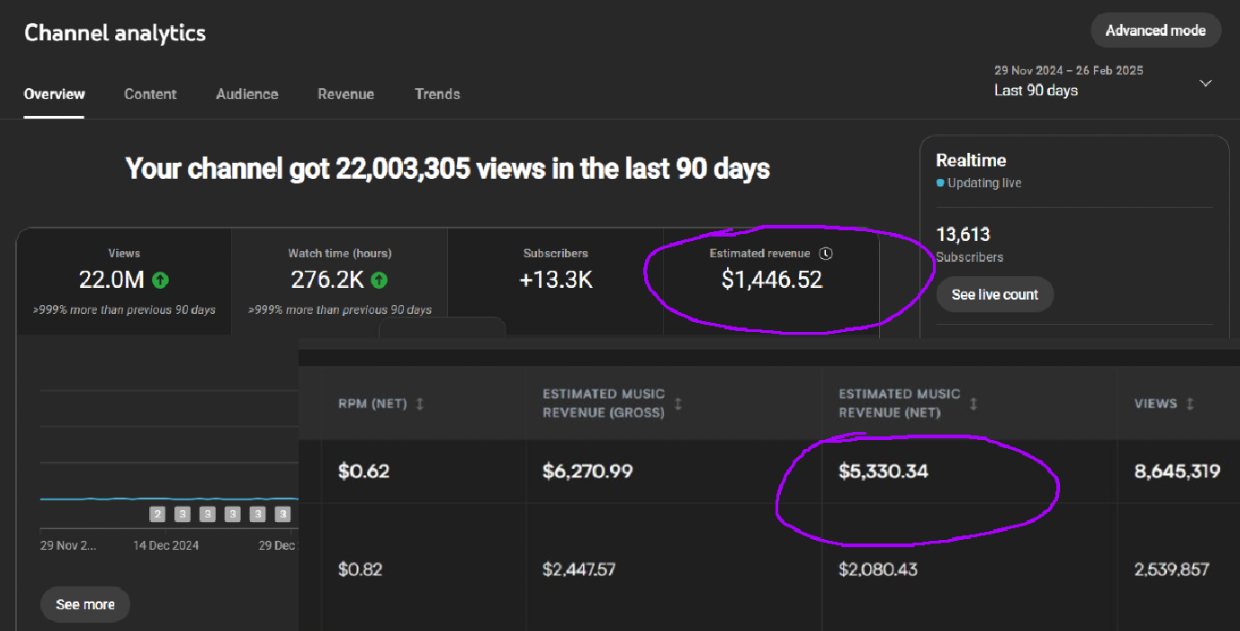 Channel analytics
Advanced mode
29 Nov 2024 – 26 Feb 2025
Last 90 days
Overview Content Audience Revenue Trends
Your channel got 22,003,305 views in the last 90 days
Realtime
Updating live
13,613
Subscribers
See live count
Views
22.0M
>999% more than previous 90 days
Watch time (hours)
276.2K
>999% more than previous 90 days
Subscribers
+13.3K
Estimated revenue
$1,446.52
2 3 3 3 3 3
29 Nov 2... 14 Dec 2024 29 Dec
See more
RPM (NET)
ESTIMATED MUSIC
REVENUE (GROSS)
ESTIMATED MUSIC
REVENUE (NET)
VIEWS
$0.62 $6,270.99 $5,330.34 8,645,319
$0.82 $2,447.57 $2,080.43 2,539,857